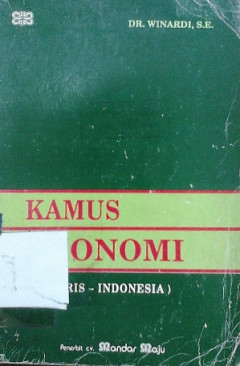 DR. WINARDI, S.E.
KAMUS
ONOMI
RIS - INDONESIA )
Penerbit cv. Mandar Maju